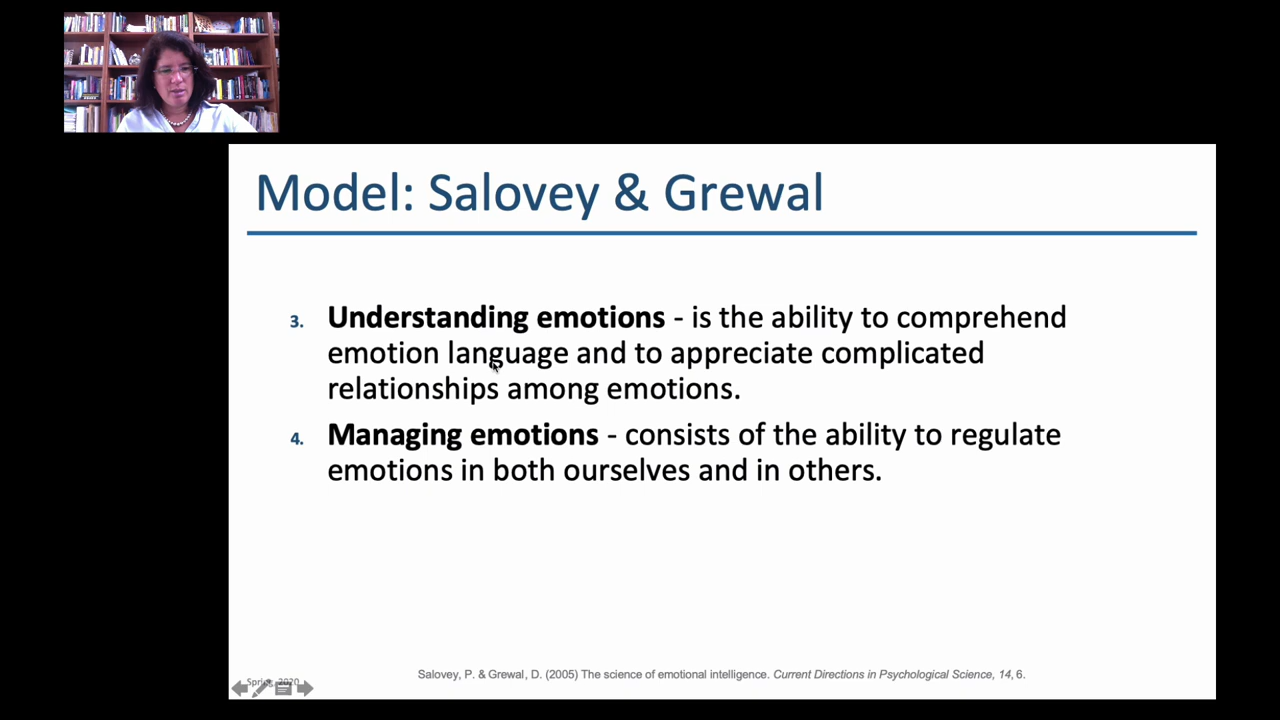 Model: Salovey & Grewal
3. Understanding emotions - is the ability to comprehend
emotion language and to appreciate complicated
relationships among emotions.
4. Managing emotions - consists of the ability to regulate
emotions in both ourselves and in others.
Salovey, P. & Grewal, D. (2005) The science of emotional intelligence. Current Directions in Psychological Science, 14, 6.
Spring, 2020